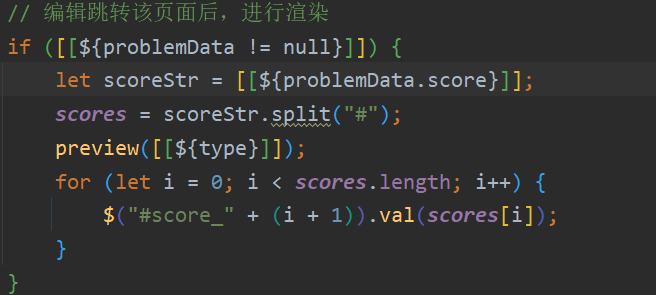 // 编辑跳转该页面后，进行渲染
if ([[${problemData != null}]]) {
    let scoreStr = [[${problemData.score}]];
    scores = scoreStr.split("#");
    preview([[${type}]]);
    for (let i = 0; i < scores.length; i++) {
        $("#score_" + (i + 1)).val(scores[i]);
    }
}